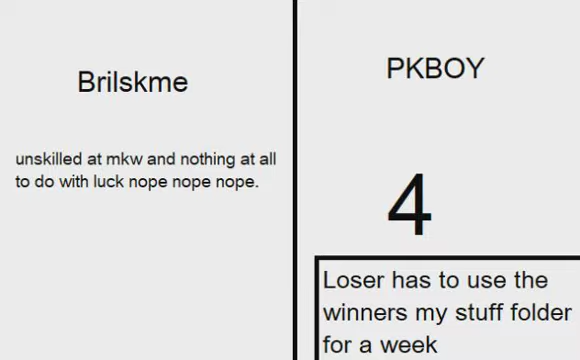 Brilskme
unskilled at mkw and nothing at all
to do with luck nope nope nope.
PKBOY
4
Loser has to use the
winners my stuff folder
for a week